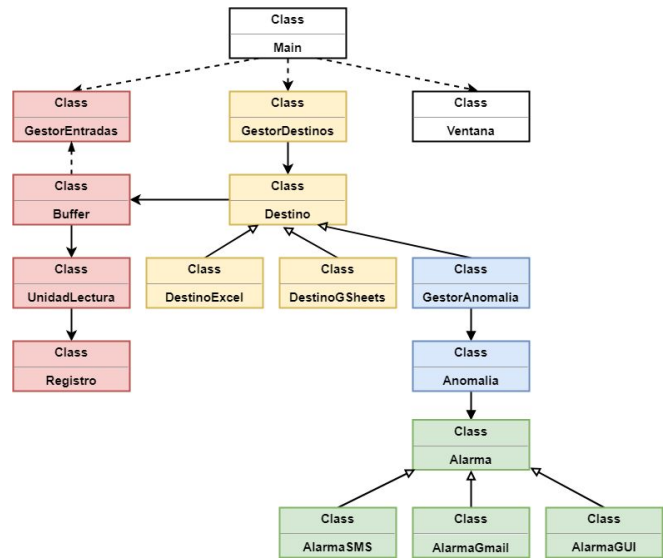 Class
Main
Class
GestorEntradas
Class
GestorDestinos
Class
Ventana
Class
Buffer
Class
Destino
Class
UnidadLectura
Class
DestinoExcel
Class
DestinoGSheets
Class
GestorAnomalia
Class
Registro
Class
Anomalia
Class
Alarma
Class
AlarmaSMS
Class
AlarmaGmail
Class
AlarmaGUI